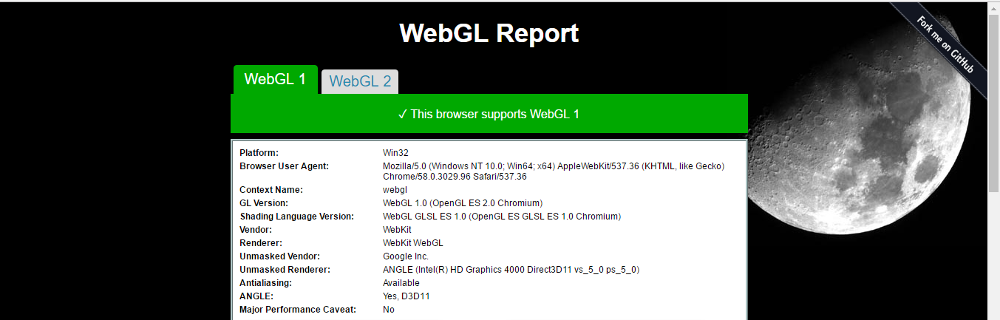 WebGL Report
Fork me on GitHub
WebGL 1
WebGL 2
✓ This browser supports WebGL 1
Platform: Win32
Browser User Agent: Mozilla/5.0 (Windows NT 10.0; Win64; x64) AppleWebKit/537.36 (KHTML, like Gecko)
Chrome/58.0.3029.96 Safari/537.36
Context Name: webgl
GL Version: WebGL 1.0 (OpenGL ES 2.0 Chromium)
Shading Language Version: WebGL GLSL ES 1.0 (OpenGL ES GLSL ES 1.0 Chromium)
Vendor: WebKit
Renderer: WebKit WebGL
Unmasked Vendor: Google Inc.
Unmasked Renderer: ANGLE (Intel(R) HD Graphics 4000 Direct3D11 vs_5_0 ps_5_0)
Antialiasing: Available
ANGLE: Yes, D3D11
Major Performance Caveat: No